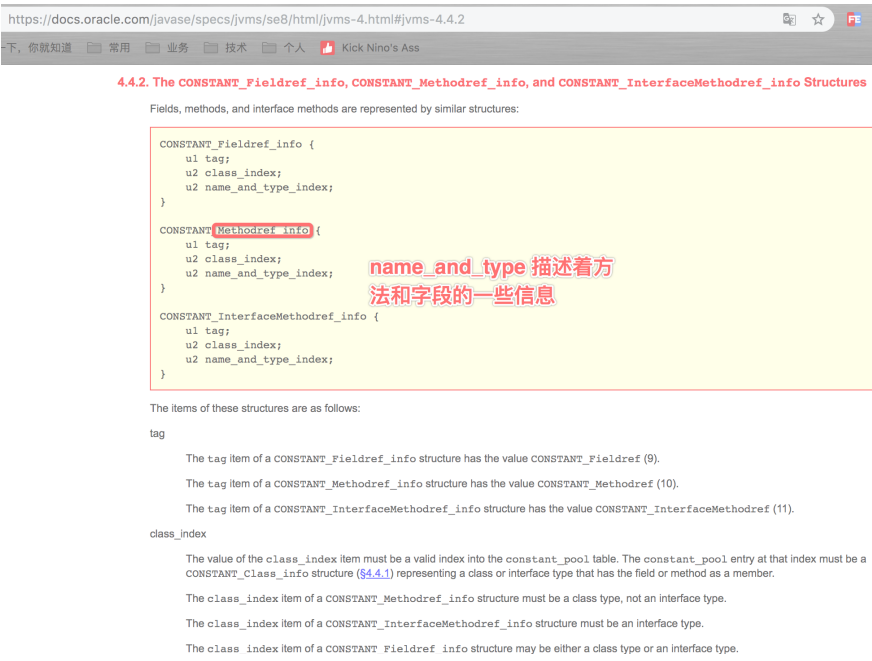 https://docs.oracle.com/javase/specs/jvms/se8/html/jvms-4.html#jvms-4.4.2
一下，你就知道 常用 业务 技术 个人 Kick Nino's Ass
4.4.2. The CONSTANT_Fieldref_info, CONSTANT_Methodref_info, and CONSTANT_InterfaceMethodref_info Structures
Fields, methods, and interface methods are represented by similar structures:
CONSTANT_Fieldref_info {
u1 tag;
u2 class_index;
u2 name_and_type_index;
}
CONSTANT_Methodref_info {
u1 tag;
u2 class_index;
u2 name_and_type_index;
}
name_and_type 描述着方
法和字段的一些信息
CONSTANT_InterfaceMethodref_info {
u1 tag;
u2 class_index;
u2 name_and_type_index;
}
The items of these structures are as follows:
tag
The tag item of a CONSTANT_Fieldref_info structure has the value CONSTANT_Fieldref (9).
The tag item of a CONSTANT_Methodref_info structure has the value CONSTANT_Methodref (10).
The tag item of a CONSTANT_InterfaceMethodref_info structure has the value CONSTANT_InterfaceMethodref (11).
class_index
The value of the class_index item must be a valid index into the constant_pool table. The constant_pool entry at that index must be a
CONSTANT_Class_info structure (§4.4.1) representing a class or interface type that has the field or method as a member.
The class_index item of a CONSTANT_Methodref_info structure must be a class type, not an interface type.
The class_index item of a CONSTANT_InterfaceMethodref_info structure must be an interface type.
The class_index item of a CONSTANT_Fieldref_info structure may be either a class type or an interface type.